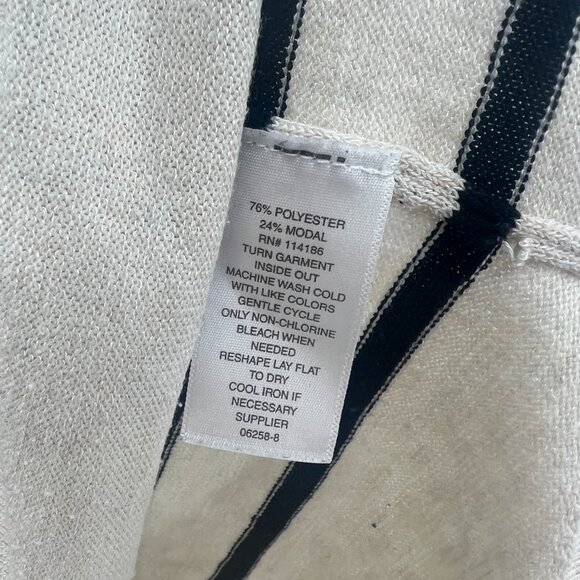 76% POLYESTER
24% MODAL
RN# 114186
TURN GARMENT
INSIDE OUT
MACHINE WASH COLD
WITH LIKE COLORS
GENTLE CYCLE
ONLY NON-CHLORINE
BLEACH WHEN
NEEDED
RESHAPE LAY FLAT
TO DRY
COOL IRON IF
NECESSARY
SUPPLIER
06258-8